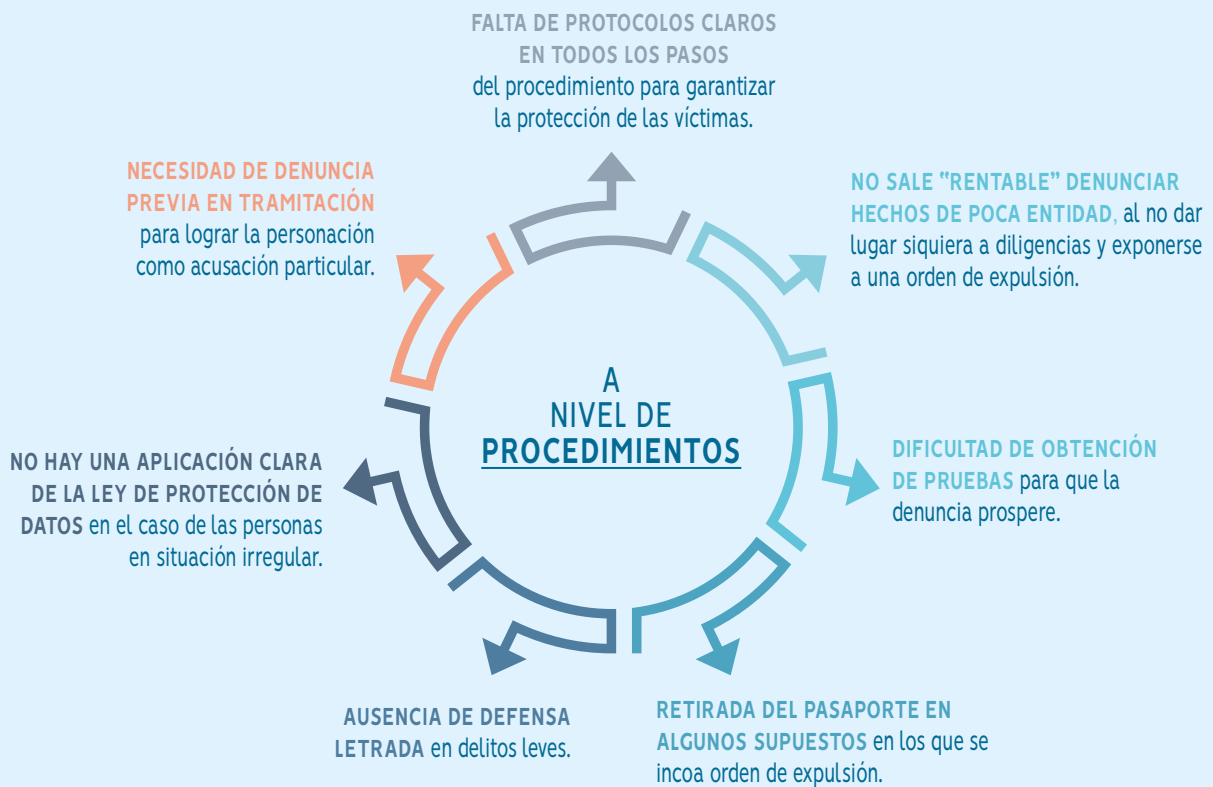 FALTA DE PROTOCOLOS CLAROS
EN TODOS LOS PASOS
del procedimiento para garantizar
la protección de las víctimas.
NO SALE “RENTABLE” DENUNCIAR
HECHOS DE POCA ENTIDAD, al no dar
lugar siquiera a diligencias y exponerse
a una orden de expulsión.
DIFICULTAD DE OBTENCIÓN
DE PRUEBAS para que la
denuncia prospere.
RETIRADA DEL PASAPORTE EN
ALGUNOS SUPUESTOS en los que se
incoa orden de expulsión.
AUSENCIA DE DEFENSA
LETRADA en delitos leves.
NO HAY UNA APLICACIÓN CLARA
DE LA LEY DE PROTECCIÓN DE
DATOS en el caso de las personas
en situación irregular.
NECESIDAD DE DENUNCIA
PREVIA EN TRAMITACIÓN
para lograr la personación
como acusación particular.
A
NIVEL DE
PROCEDIMIENTOS